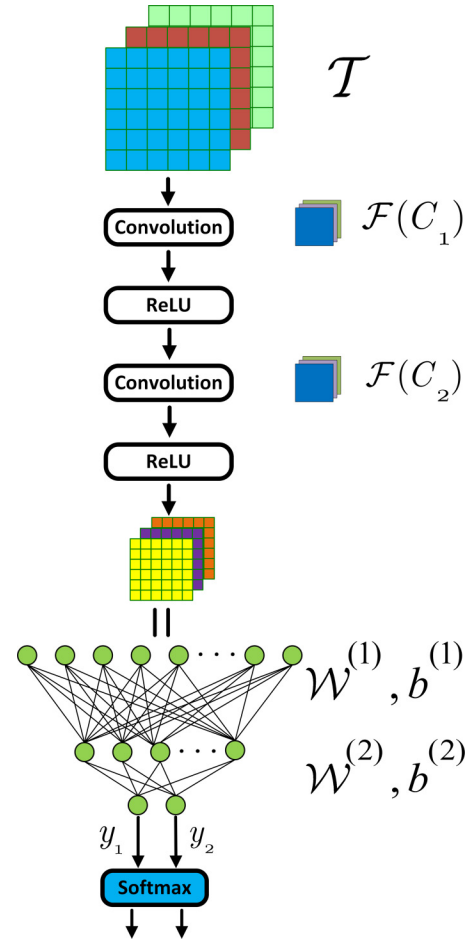 𝒯
Convolution
ℱ(C₁)
ReLU
Convolution
ℱ(C₂)
ReLU
. . .
𝒲⁽¹⁾, b⁽¹⁾
. . .
𝒲⁽²⁾, b⁽²⁾
y₁ y₂
Softmax